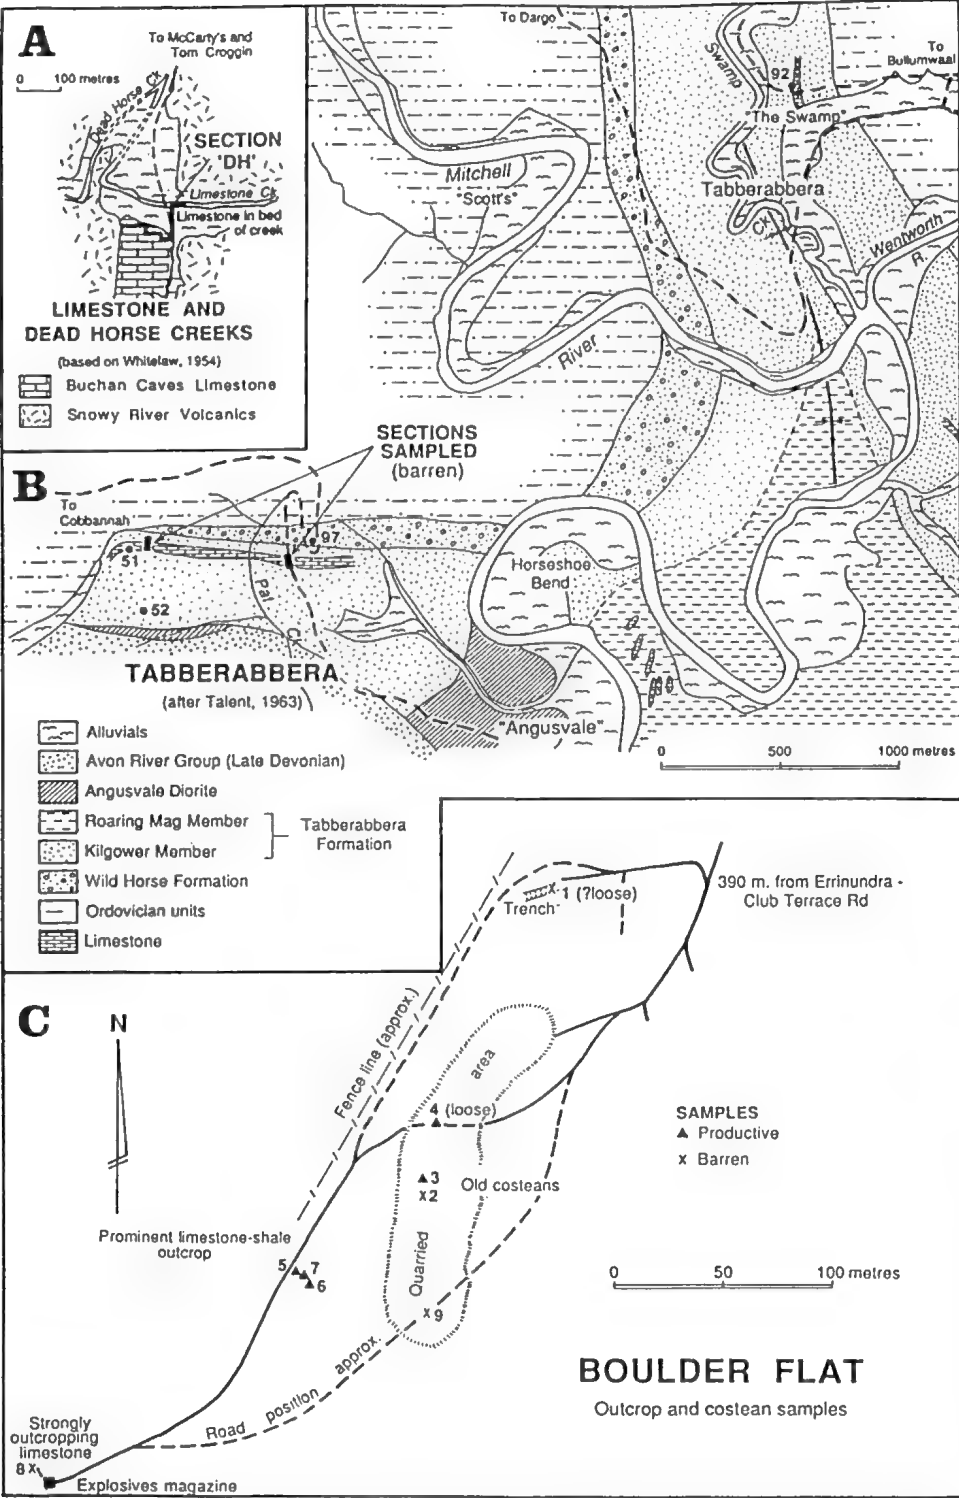 A
To McCarty's and
Tom Croggin
0 100 metres
Dead Horse Ck
SECTION
'DH'
Limestone Ck
Limestone in bed
of creek
LIMESTONE AND
DEAD HORSE CREEKS
(based on Whitelaw, 1954)
Buchan Caves Limestone
Snowy River Volcanics
To Dargo
Swamp
92
To
Bullumwaal
The Swamp
Tabberabbera
Ck
Mitchell
"Scott's"
Wentworth
R.
River
B
SECTIONS
SAMPLED
(barren)
To
Cobbannah
51
97
52
Pat
Ck
Horseshoe
Bend
"Angusvale"
0 500 1000 metres
TABBERABBERA
(after Talent, 1963)
Alluvials
Avon River Group (Late Devonian)
Angusvale Diorite
Roaring Mag Member
Kilgower Member
Tabberabbera
Formation
Wild Horse Formation
Ordovician units
Limestone
C
N
1 (?loose)
Trench
390 m. from Errinundra -
Club Terrace Rd
Fence line (approx.)
area
4 (loose)
SAMPLES
Productive
x Barren
3
x2
Old costeans
Quarried
Prominent limestone-shale
outcrop
5 7
6
x9
0 50 100 metres
Road position approx.
BOULDER FLAT
Outcrop and costean samples
Strongly
outcropping
limestone
8 x
Explosives magazine